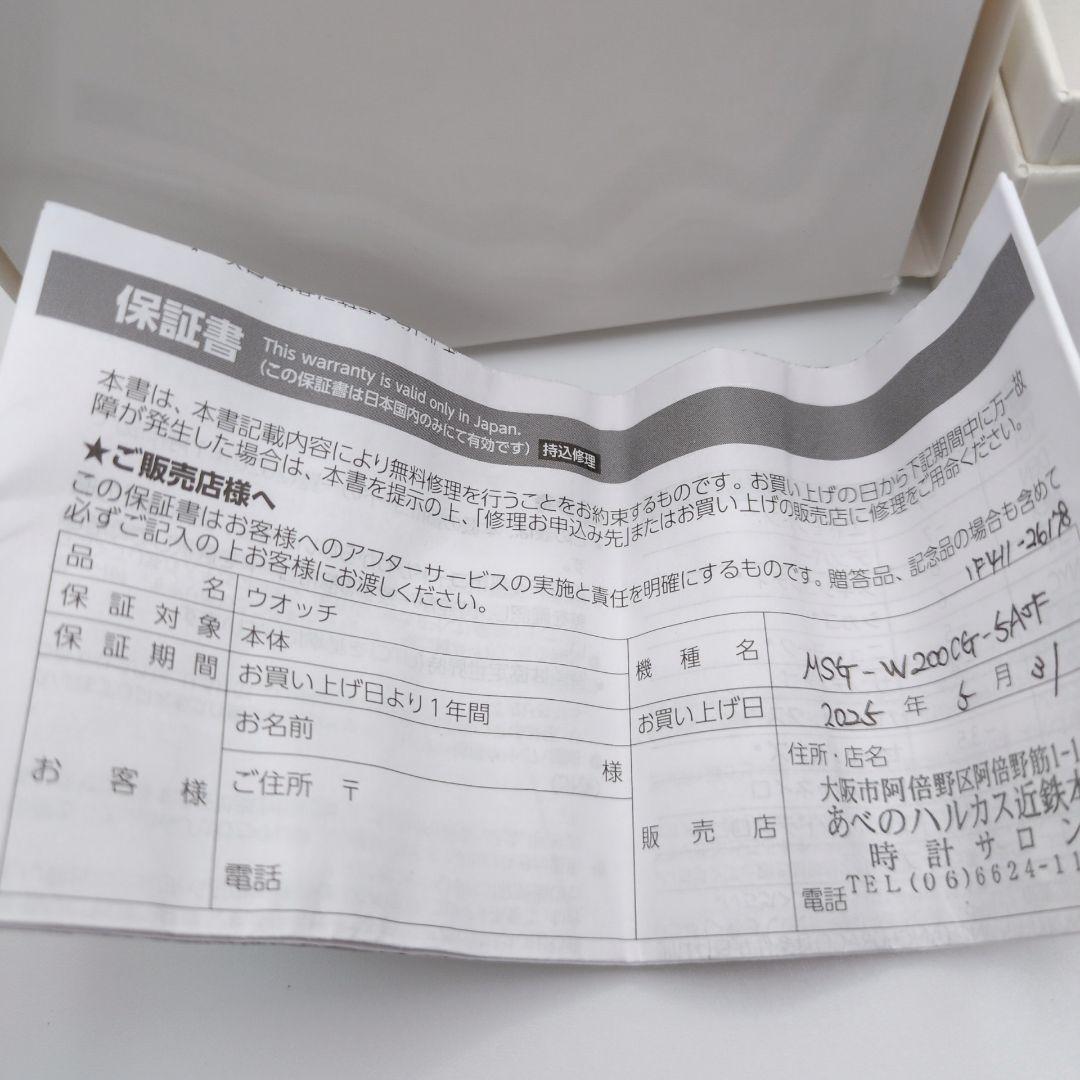 保証書
This warranty is valid only in Japan.
(この保証書は日本国内のみにて有効です)
持込修理
本書は、本書記載内容により無料修理を行うことをお約束するものです。お買い上げの日から下記期間中に万一故
障が発生した場合は、本書を提示の上、「修理お申込み先」またはお買い上げの販売店に修理をご用命ください。
★ご販売店様へ
この保証書はお客様へのアフターサービスの実施と責任を明確にするものです。贈答品、記念品の場合も含めて
必ずご記入の上お客様にお渡しください。
1F411-26178
品名 ウオッチ
機種名 MSG-W200CG-5AJF
保証対象 本体
保証期間 お買い上げ日より1年間
お買い上げ日 2025年 5月 31
お客様
お名前 様
ご住所 〒
電話
販売店
住所・店名
大阪市阿倍野区阿倍野筋1-1
あべのハルカス近鉄本
時計サロン
電話 TEL(06)6624-11